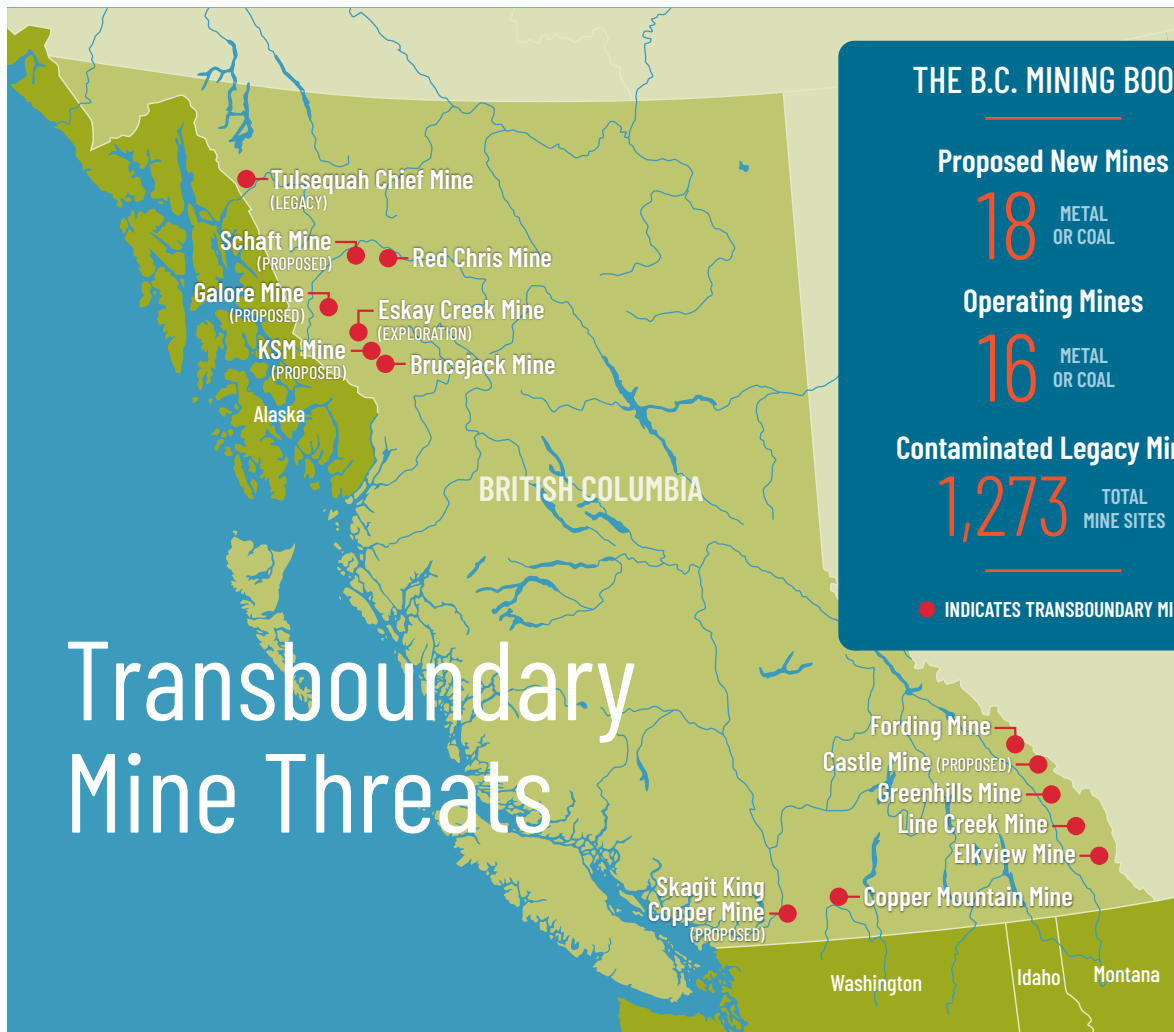 THE B.C. MINING BOO
Proposed New Mines
18
METAL
OR COAL
Operating Mines
16
METAL
OR COAL
Contaminated Legacy Mi
1,273
TOTAL
MINE SITES
INDICATES TRANSBOUNDARY MI
Tulsequah Chief Mine
(LEGACY)
Schaft Mine
(PROPOSED)
Red Chris Mine
Galore Mine
(PROPOSED)
Eskay Creek Mine
(EXPLORATION)
KSM Mine
(PROPOSED)
Brucejack Mine
Alaska
BRITISH COLUMBIA
Transboundary
Mine Threats
Fording Mine
Castle Mine (PROPOSED)
Greenhills Mine
Line Creek Mine
Elkview Mine
Skagit King
Copper Mine
(PROPOSED)
Copper Mountain Mine
Washington
Idaho
Montana